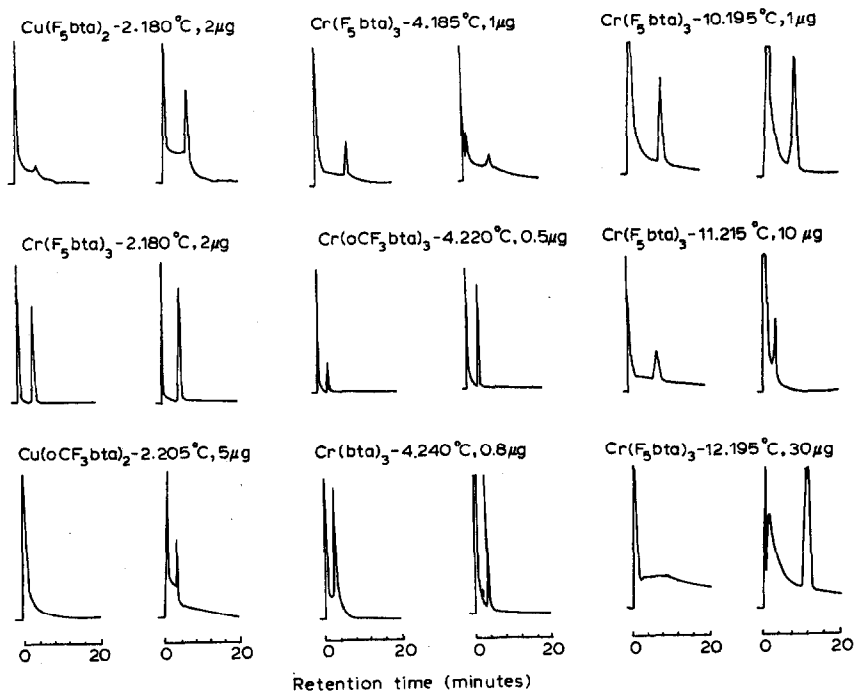 Cu(F₅bta)₂-2.180°C, 2µg
Cr(F₅bta)₃-4.185°C, 1µg
Cr(F₅bta)₃-10.195°C, 1µg
Cr(F₅bta)₃-2.180°C, 2µg
Cr(oCF₃bta)₃-4.220°C, 0.5µg
Cr(F₅bta)₃-11.215°C, 10 µg
Cu(oCF₃bta)₂-2.205°C, 5µg
Cr(bta)₃-4.240°C, 0.8µg
Cr(F₅bta)₃-12.195°C, 30µg
0 20 0 20 0 20 0 20 0 20 0 20
Retention time (minutes)